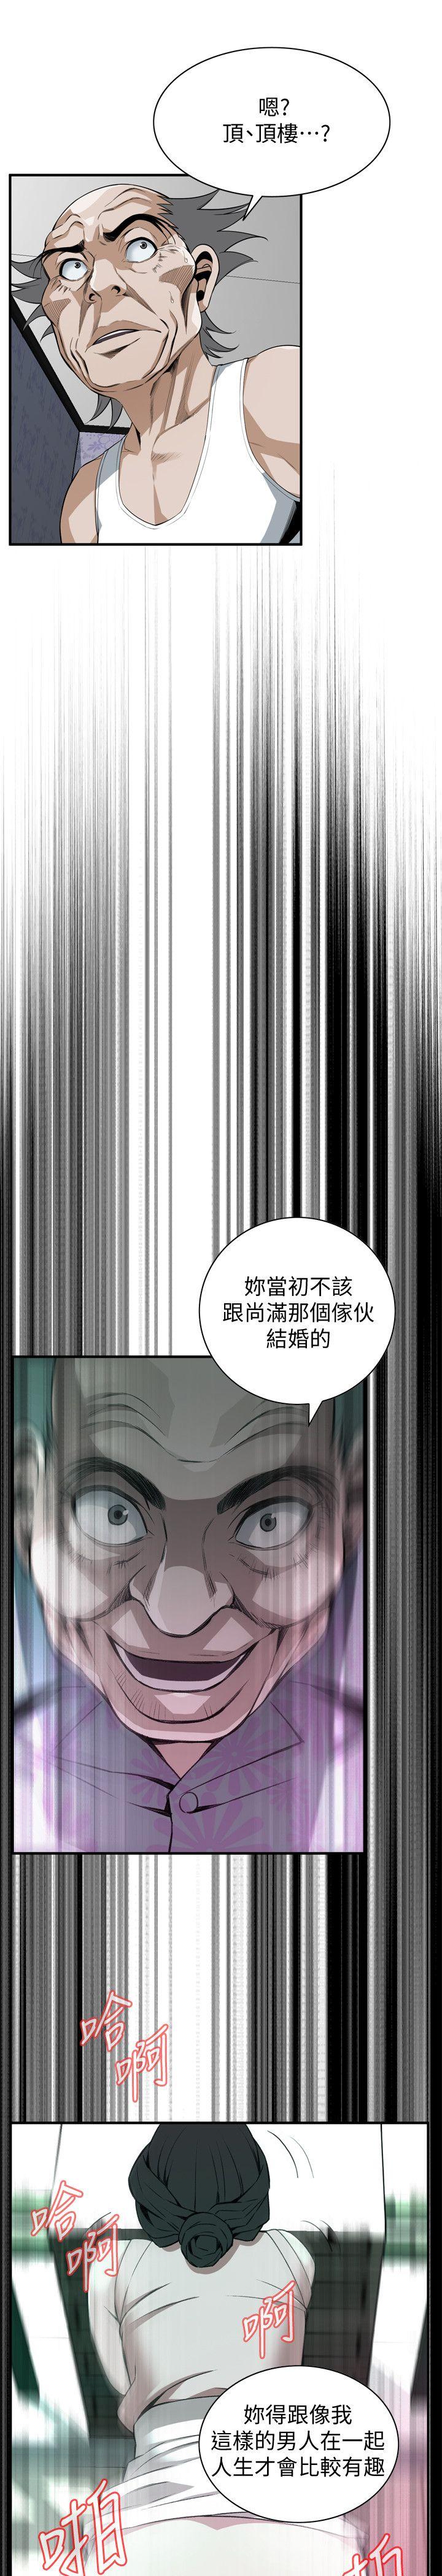 嗯?
頂、頂樓…?
妳當初不該
跟尚滿那個傢伙
結婚的
哈
啊
哈
啊
啊
妳得跟像我
這樣的男人在一起
人生才會比較有趣
啪